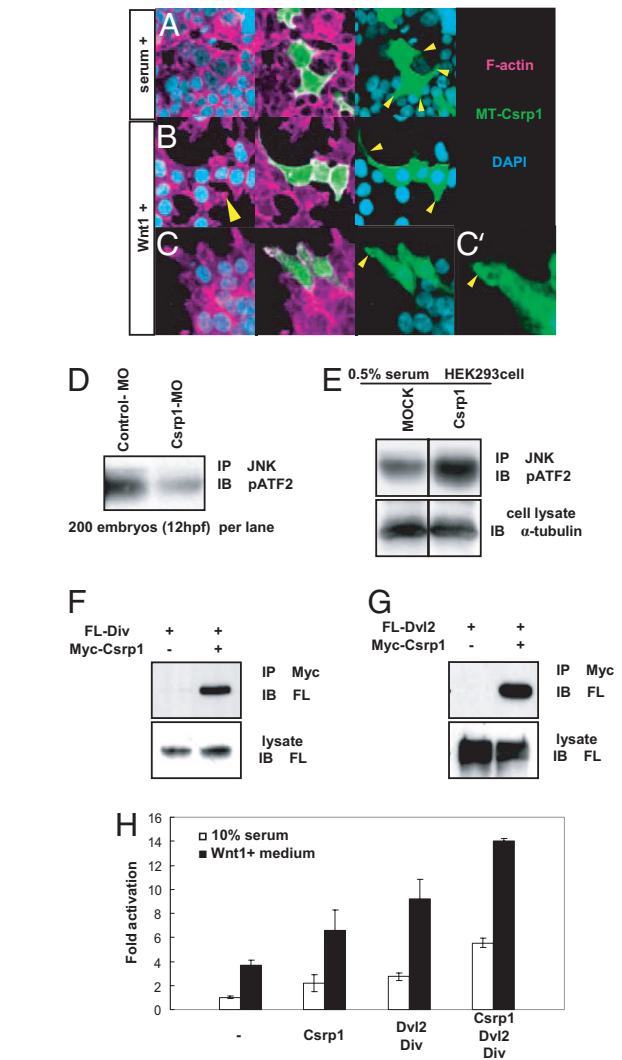 A
serum +
F-actin
MT-Csrp1
B
DAPI
Wnt1 +
C
C'
D
Control- MO
Csrp1-MO
IP JNK
IB pATF2
200 embryos (12hpf) per lane
E
0.5% serum HEK293cell
MOCK
Csrp1
IP JNK
IB pATF2
cell lysate
IB α-tubulin
F
FL-Div + +
Myc-Csrp1 - +
IP Myc
IB FL
lysate
IB FL
G
FL-Dvl2 + +
Myc-Csrp1 - +
IP Myc
IB FL
lysate
IB FL
H
16
14
12
10
8
6
4
2
0
Fold activation
10% serum
Wnt1+ medium
-
Csrp1
Dvl2
Div
Csrp1
Dvl2
Div